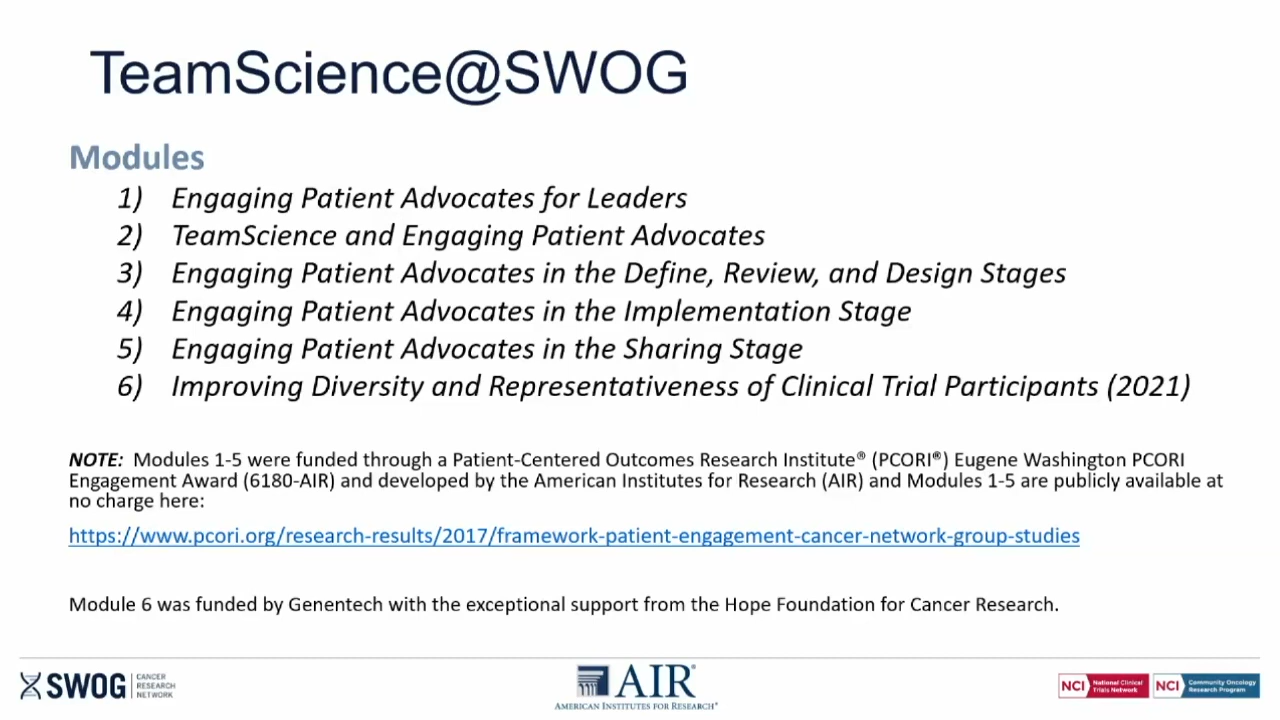 TeamScience@SWOG
Modules
1) Engaging Patient Advocates for Leaders
2) TeamScience and Engaging Patient Advocates
3) Engaging Patient Advocates in the Define, Review, and Design Stages
4) Engaging Patient Advocates in the Implementation Stage
5) Engaging Patient Advocates in the Sharing Stage
6) Improving Diversity and Representativeness of Clinical Trial Participants (2021)
NOTE: Modules 1-5 were funded through a Patient-Centered Outcomes Research Institute® (PCORI®) Eugene Washington PCORI
Engagement Award (6180-AIR) and developed by the American Institutes for Research (AIR) and Modules 1-5 are publicly available at
no charge here:
https://www.pcori.org/research-results/2017/framework-patient-engagement-cancer-network-group-studies
Module 6 was funded by Genentech with the exceptional support from the Hope Foundation for Cancer Research.
SWOG
CANCER
RESEARCH
NETWORK
AIR®
AMERICAN INSTITUTES FOR RESEARCH®
NCI
National Clinical
Trials Network
NCI
Community Oncology
Research Program